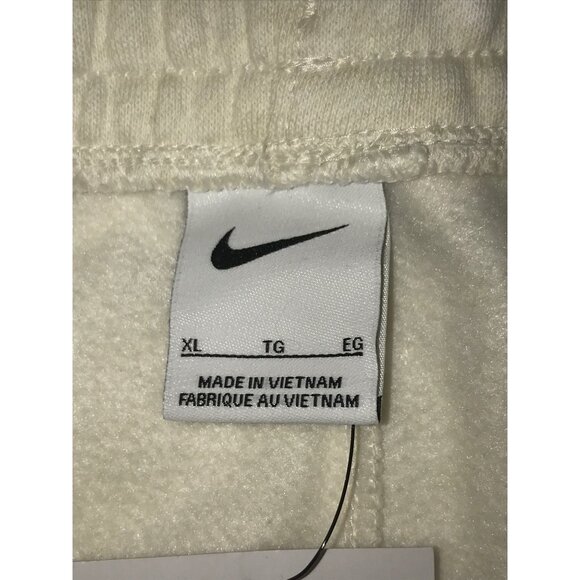 XL TG EG
MADE IN VIETNAM
FABRIQUE AU VIETNAM